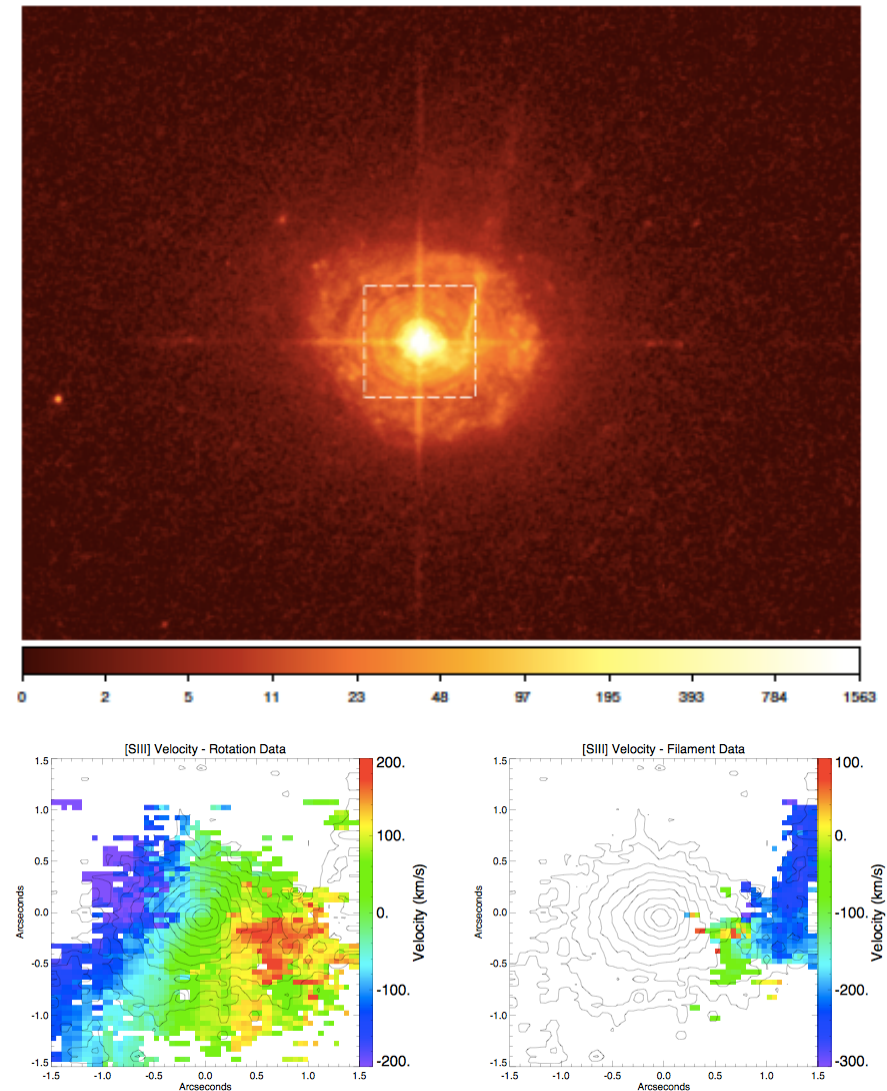 0 2 5 11 23 48 97 195 393 784 1563
[SIII] Velocity - Rotation Data
1.5
1.0
0.5
0.0
-0.5
-1.0
-1.5
Arcseconds
-1.5 -1.0 -0.5 0.0 0.5 1.0 1.5
Arcseconds
200.
100.
0.
-100.
-200.
Velocity (km/s)
[SIII] Velocity - Filament Data
1.5
1.0
0.5
0.0
-0.5
-1.0
-1.5
Arcseconds
-1.5 -1.0 -0.5 0.0 0.5 1.0 1.5
Arcseconds
100.
0.
-100.
-200.
-300.
Velocity (km/s)